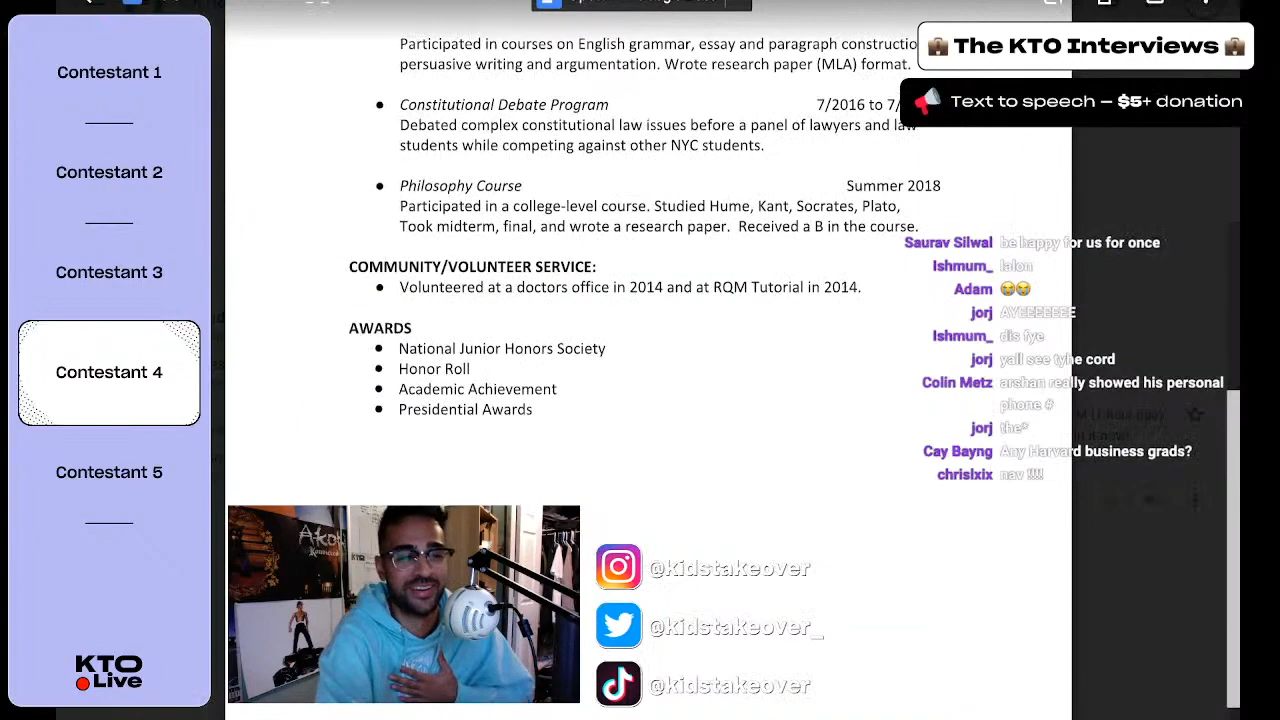 Contestant 1
Contestant 2
Contestant 3
Contestant 4
Contestant 5
KTO
Live
Participated in courses on English grammar, essay and paragraph constructio
persuasive writing and argumentation. Wrote research paper (MLA) format.
Constitutional Debate Program 7/2016 to 7/
Debated complex constitutional law issues before a panel of lawyers and law
students while competing against other NYC students.
Philosophy Course Summer 2018
Participated in a college-level course. Studied Hume, Kant, Socrates, Plato,
Took midterm, final, and wrote a research paper. Received a B in the course.
COMMUNITY/VOLUNTEER SERVICE:
Volunteered at a doctors office in 2014 and at RQM Tutorial in 2014.
AWARDS
National Junior Honors Society
Honor Roll
Academic Achievement
Presidential Awards
💼 The KTO Interviews 💼
Text to speech – $5+ donation
Saurav Silwal be happy for us for once
Ishmum_ lalon
Adam 😭😭
jorj AYEEEEEEE
Ishmum_ dis fye
jorj yall see tyhe cord
Colin Metz arshan really showed his personal
phone #
jorj the*
Cay Bayng Any Harvard business grads?
chrislxix nav !!!!
@kidstakeover
@kidstakeover_
@kidstakeover